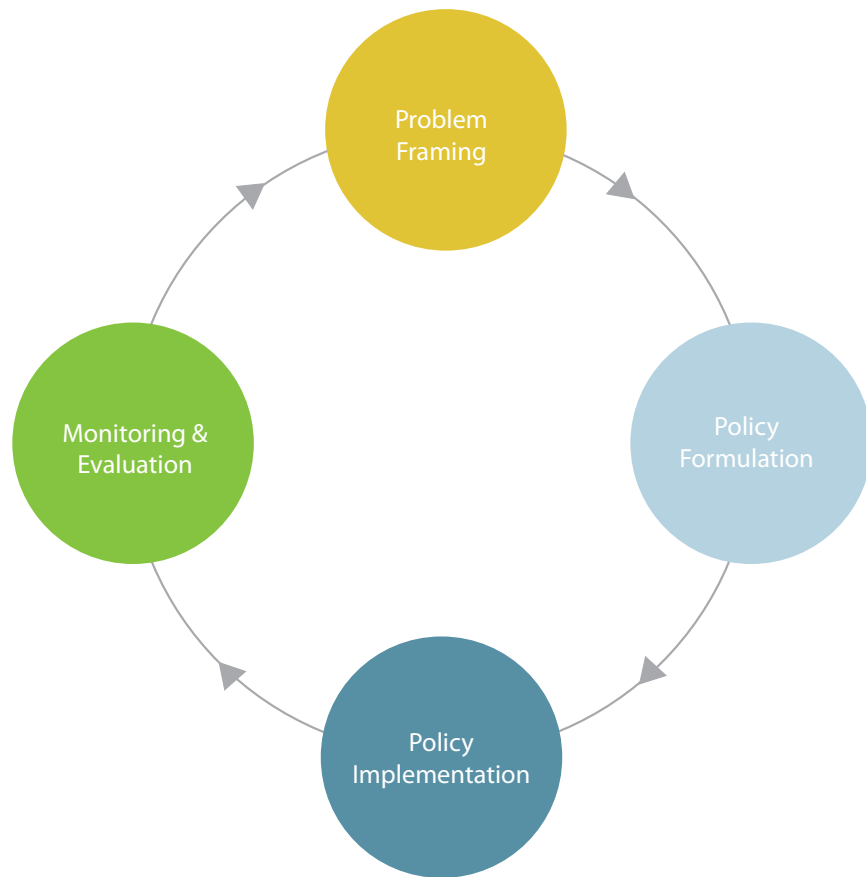 Problem
Framing
Policy
Formulation
Policy
Implementation
Monitoring &
Evaluation